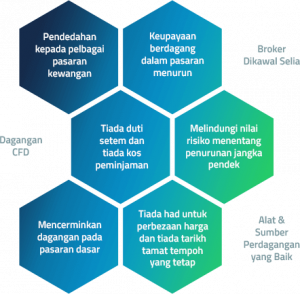 Pendedahan
kepada pelbagai
pasaran
kewangan
Keupayaan
berdagang
dalam pasaran
menurun
Broker
Dikawal Selia
Dagangan
CFD
Tiada duti
setem dan
tiada kos
peminjaman
Melindungi nilai
risiko menentang
penurunan jangka
pendek
Mencerminkan
dagangan pada
pasaran dasar
Tiada had untuk
perbezaan harga
dan tiada tarikh
tamat tempoh
yang tetap
Alat &
Sumber
Perdagangan
yang Baik